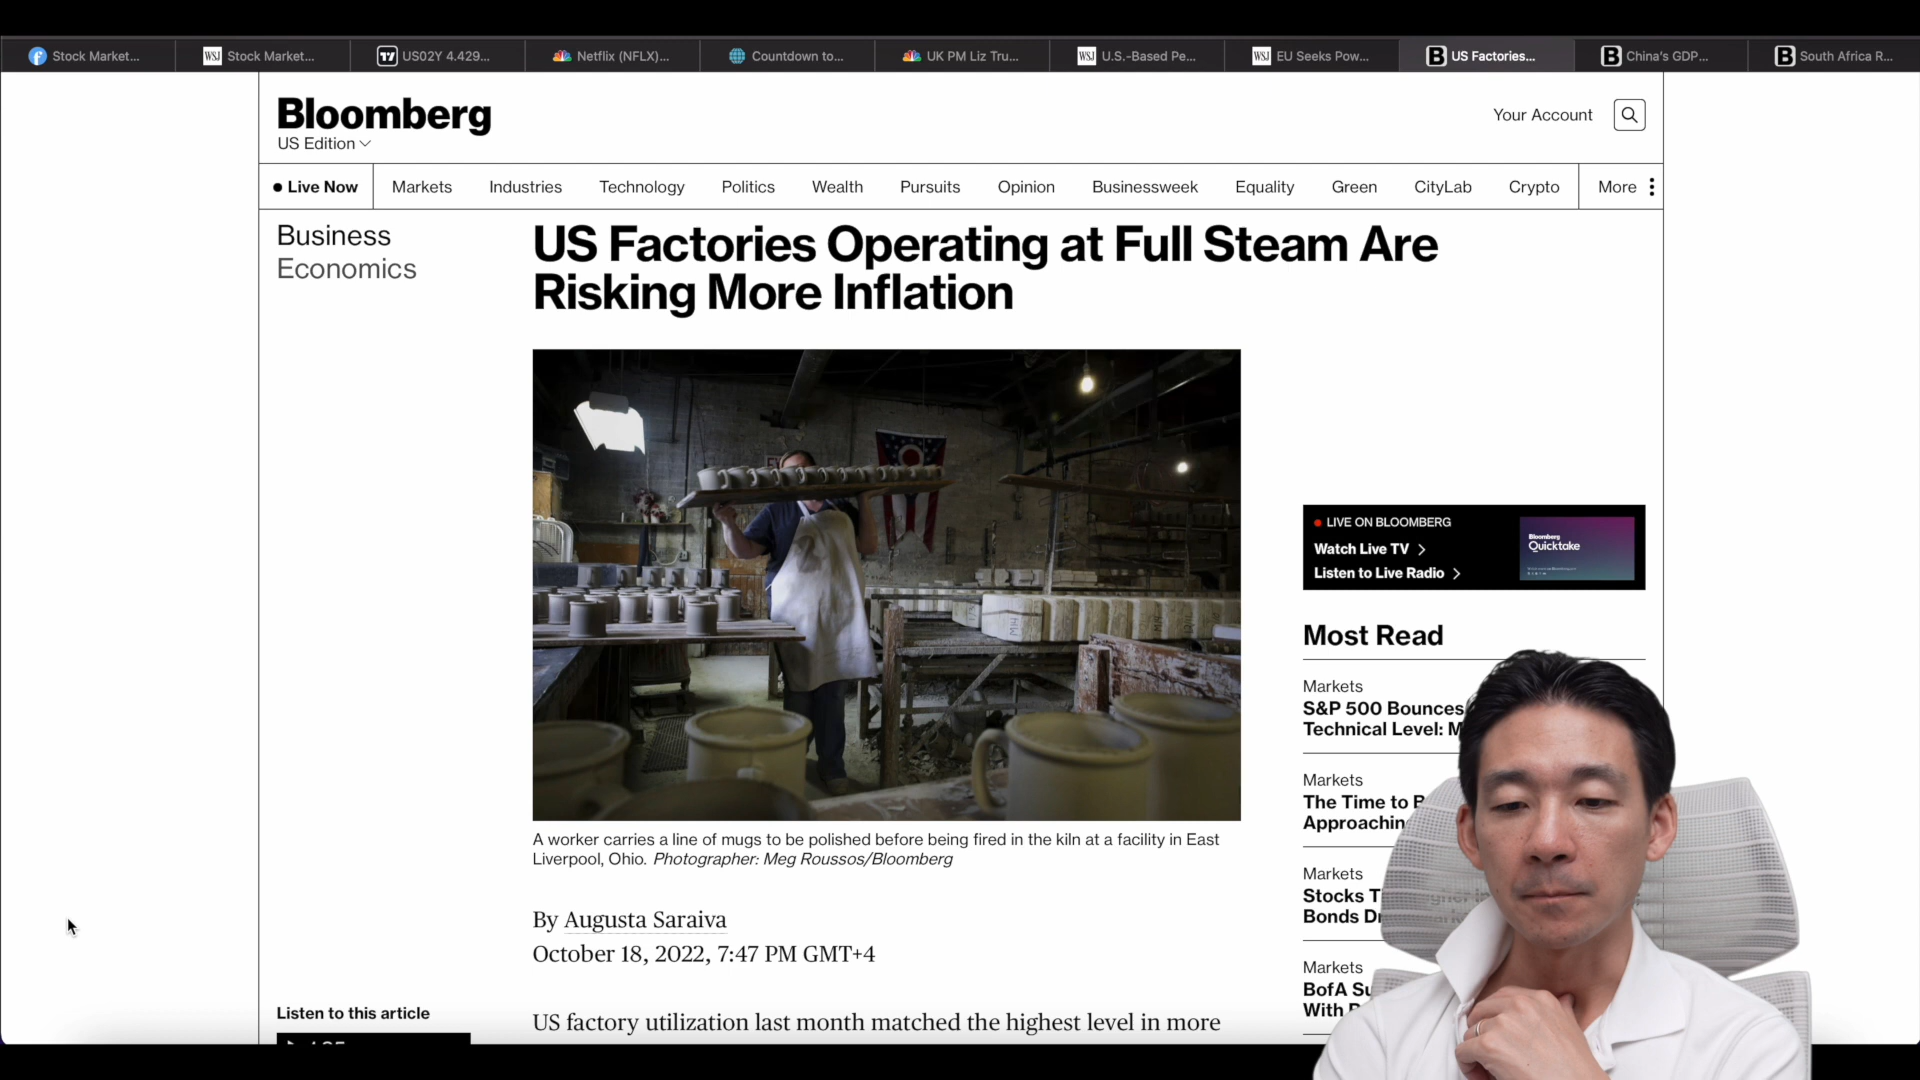 Stock Market...
WSJ Stock Market...
US02Y 4.429...
Netflix (NFLX)...
Countdown to...
UK PM Liz Tru...
WSJ U.S.-Based Pe...
WSJ EU Seeks Pow...
B US Factories...
B China's GDP...
B South Africa R...
Bloomberg
US Edition
Your Account
Live Now
Markets
Industries
Technology
Politics
Wealth
Pursuits
Opinion
Businessweek
Equality
Green
CityLab
Crypto
More
Business
Economics
US Factories Operating at Full Steam Are
Risking More Inflation
A worker carries a line of mugs to be polished before being fired in the kiln at a facility in East
Liverpool, Ohio. Photographer: Meg Roussos/Bloomberg
By Augusta Saraiva
October 18, 2022, 7:47 PM GMT+4
Listen to this article
US factory utilization last month matched the highest level in more
LIVE ON BLOOMBERG
Watch Live TV
Listen to Live Radio
Bloomberg
Quicktake
Most Read
Markets
S&P 500 Bounces
Technical Level:
Markets
The Time to
Approachin
Markets
Stocks
Bonds
Markets
BofA
With